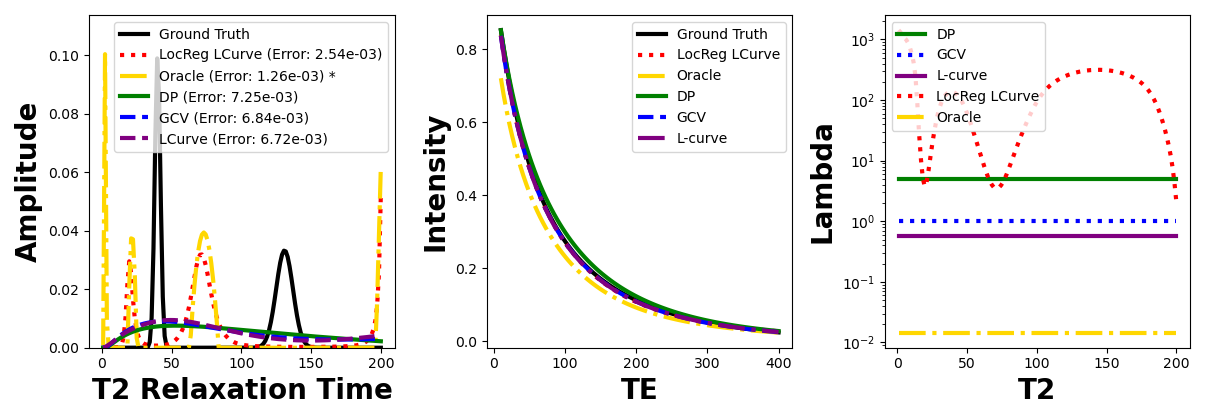 Amplitude
0.10
0.08
0.06
0.04
0.02
0.00
Ground Truth
LocReg LCurve (Error: 2.54e-03)
Oracle (Error: 1.26e-03) *
DP (Error: 7.25e-03)
GCV (Error: 6.84e-03)
LCurve (Error: 6.72e-03)
0 50 100 150 200
T2 Relaxation Time
Intensity
0.8
0.6
0.4
0.2
0.0
Ground Truth
LocReg LCurve
Oracle
DP
GCV
L-curve
0 100 200 300 400
TE
Lambda
10³
10²
10¹
10⁰
10⁻¹
10⁻²
DP
GCV
L-curve
LocReg LCurve
Oracle
0 50 100 150 200
T2